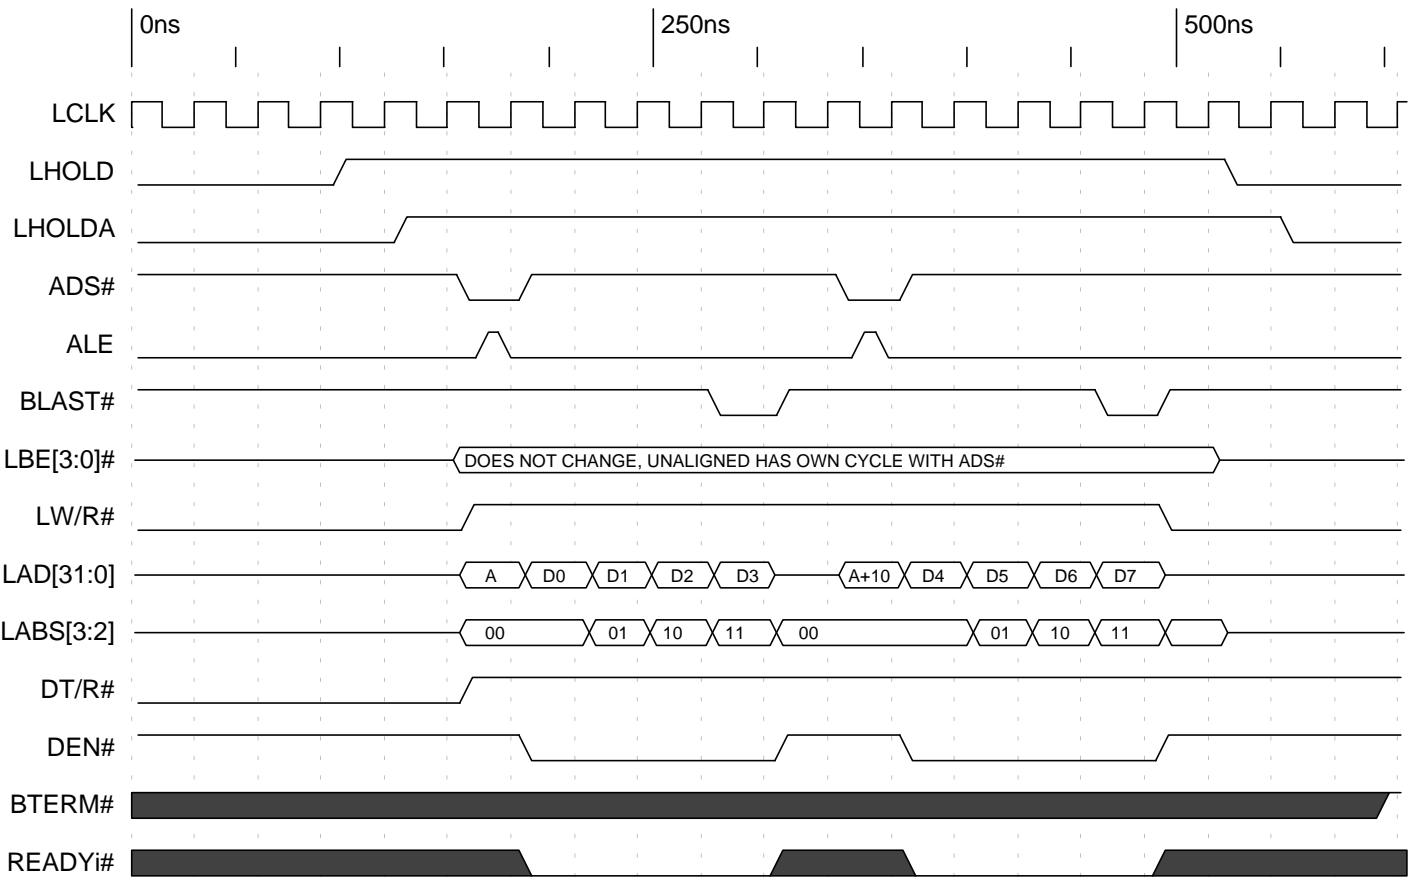 0ns 250ns 500ns
LCLK
LHOLD
LHOLDA
ADS#
ALE
BLAST#
LBE[3:0]# DOES NOT CHANGE, UNALIGNED HAS OWN CYCLE WITH ADS#
LW/R#
LAD[31:0] A D0 D1 D2 D3 A+10 D4 D5 D6 D7
LABS[3:2] 00 01 10 11 00 01 10 11
DT/R#
DEN#
BTERM#
READYi#